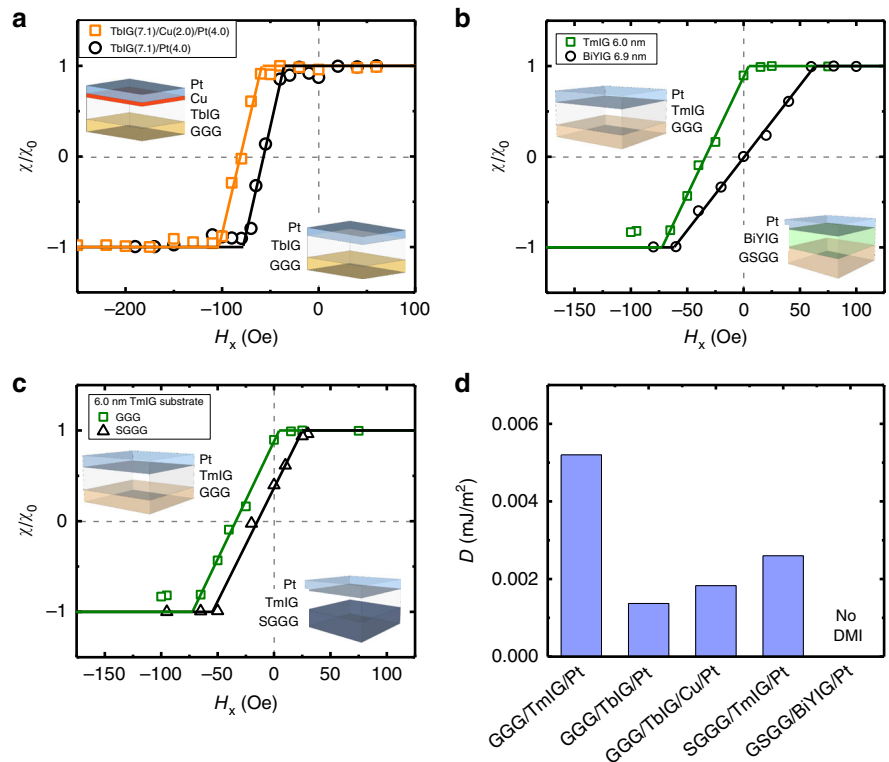 a
TbIG(7.1)/Cu(2.0)/Pt(4.0)
TbIG(7.1)/Pt(4.0)
Pt
Cu
TbIG
GGG
Pt
TbIG
GGG
χ/χ0
1
0
−1
−200
−100
0
100
Hx (Oe)
b
TmIG 6.0 nm
BiYIG 6.9 nm
Pt
TmIG
GGG
Pt
BiYIG
GSGG
χ/χ0
1
0
−1
−150
−100
−50
0
50
100
Hx (Oe)
c
6.0 nm TmIG substrate
GGG
SGGG
Pt
TmIG
GGG
Pt
TmIG
SGGG
χ/χ0
1
0
−1
−150
−100
−50
0
50
100
Hx (Oe)
d
D (mJ/m²)
0.006
0.004
0.002
0.000
No
DMI
GGG/TmIG/Pt
GGG/TbIG/Pt
GGG/TbIG/Cu/Pt
SGGG/TmIG/Pt
GSGG/BiYIG/Pt